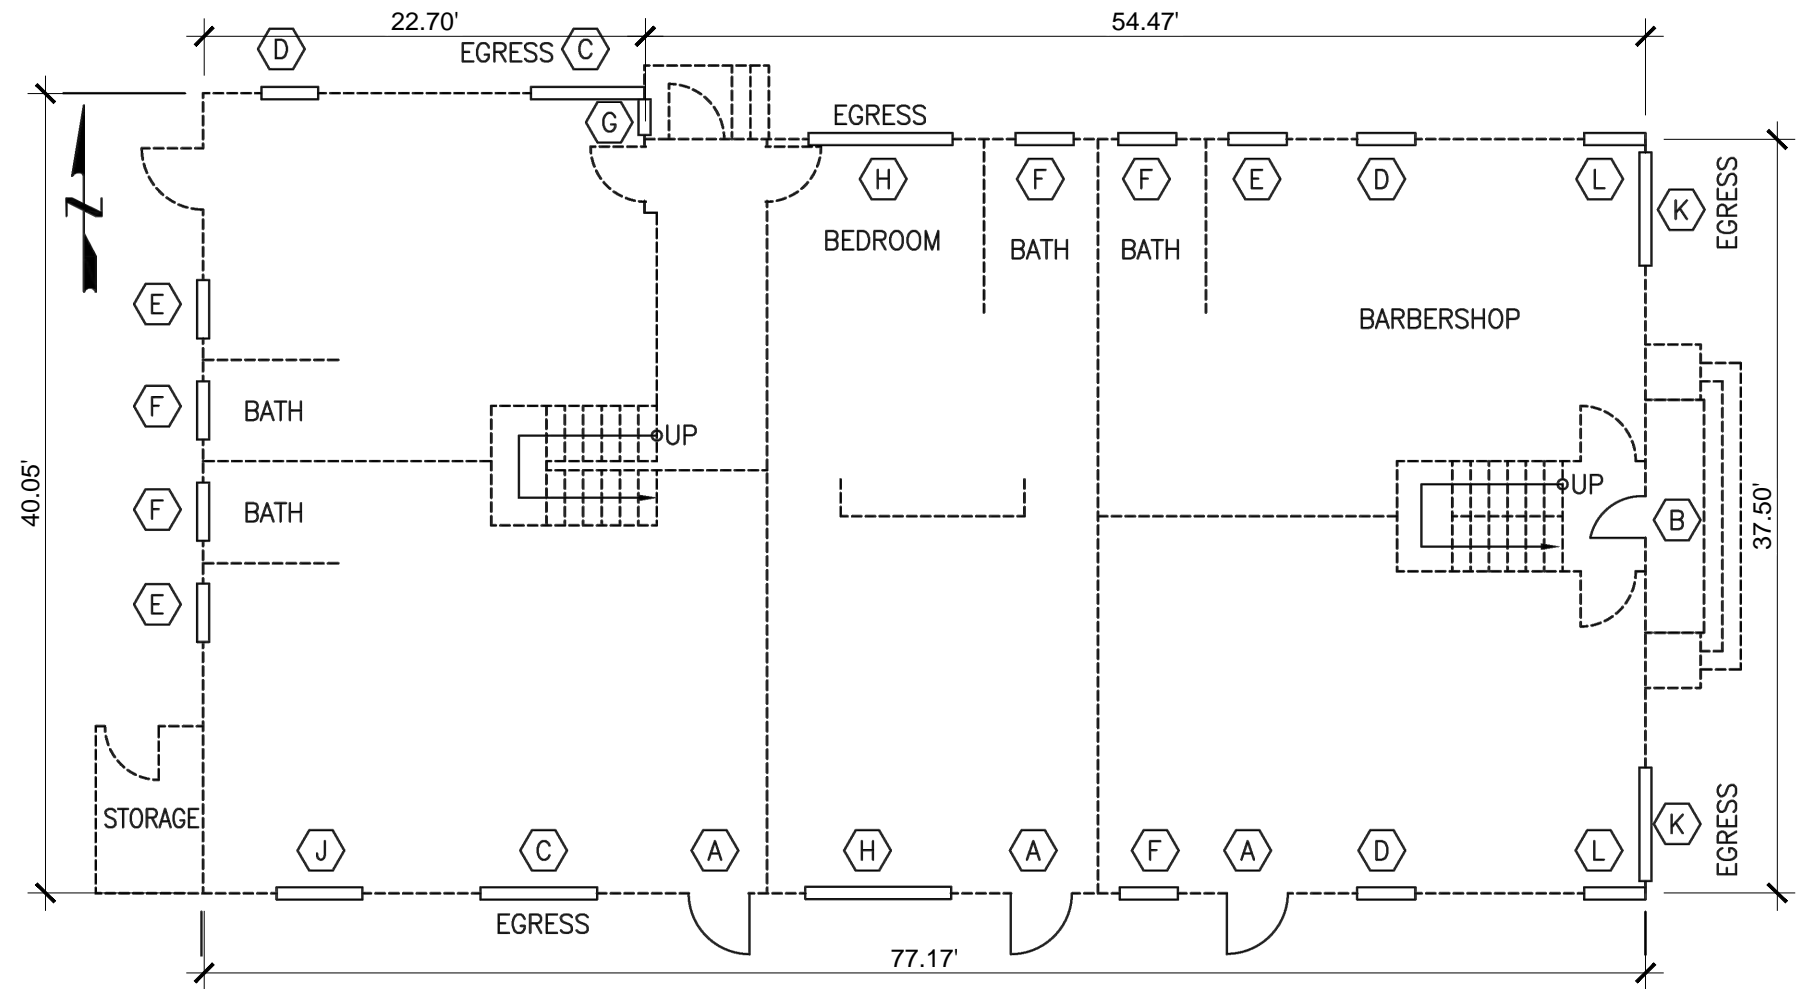 22.70'
54.47'
D
EGRESS
C
G
EGRESS
H
F
F
E
D
L
K
EGRESS
N
BEDROOM
BATH
BATH
E
BARBERSHOP
F
BATH
UP
40.05'
UP
F
BATH
B
37.50'
E
STORAGE
J
C
A
H
A
F
A
D
L
K
EGRESS
EGRESS
77.17'